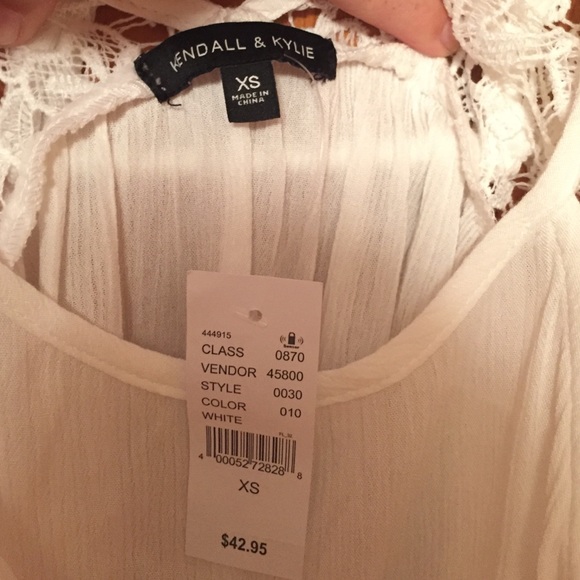 KENDALL & KYLIE
XS
MADE IN
CHINA
444915
CLASS 0870
VENDOR 45800
STYLE 0030
COLOR 010
WHITE
4 00052 72828 8
XS
$42.95